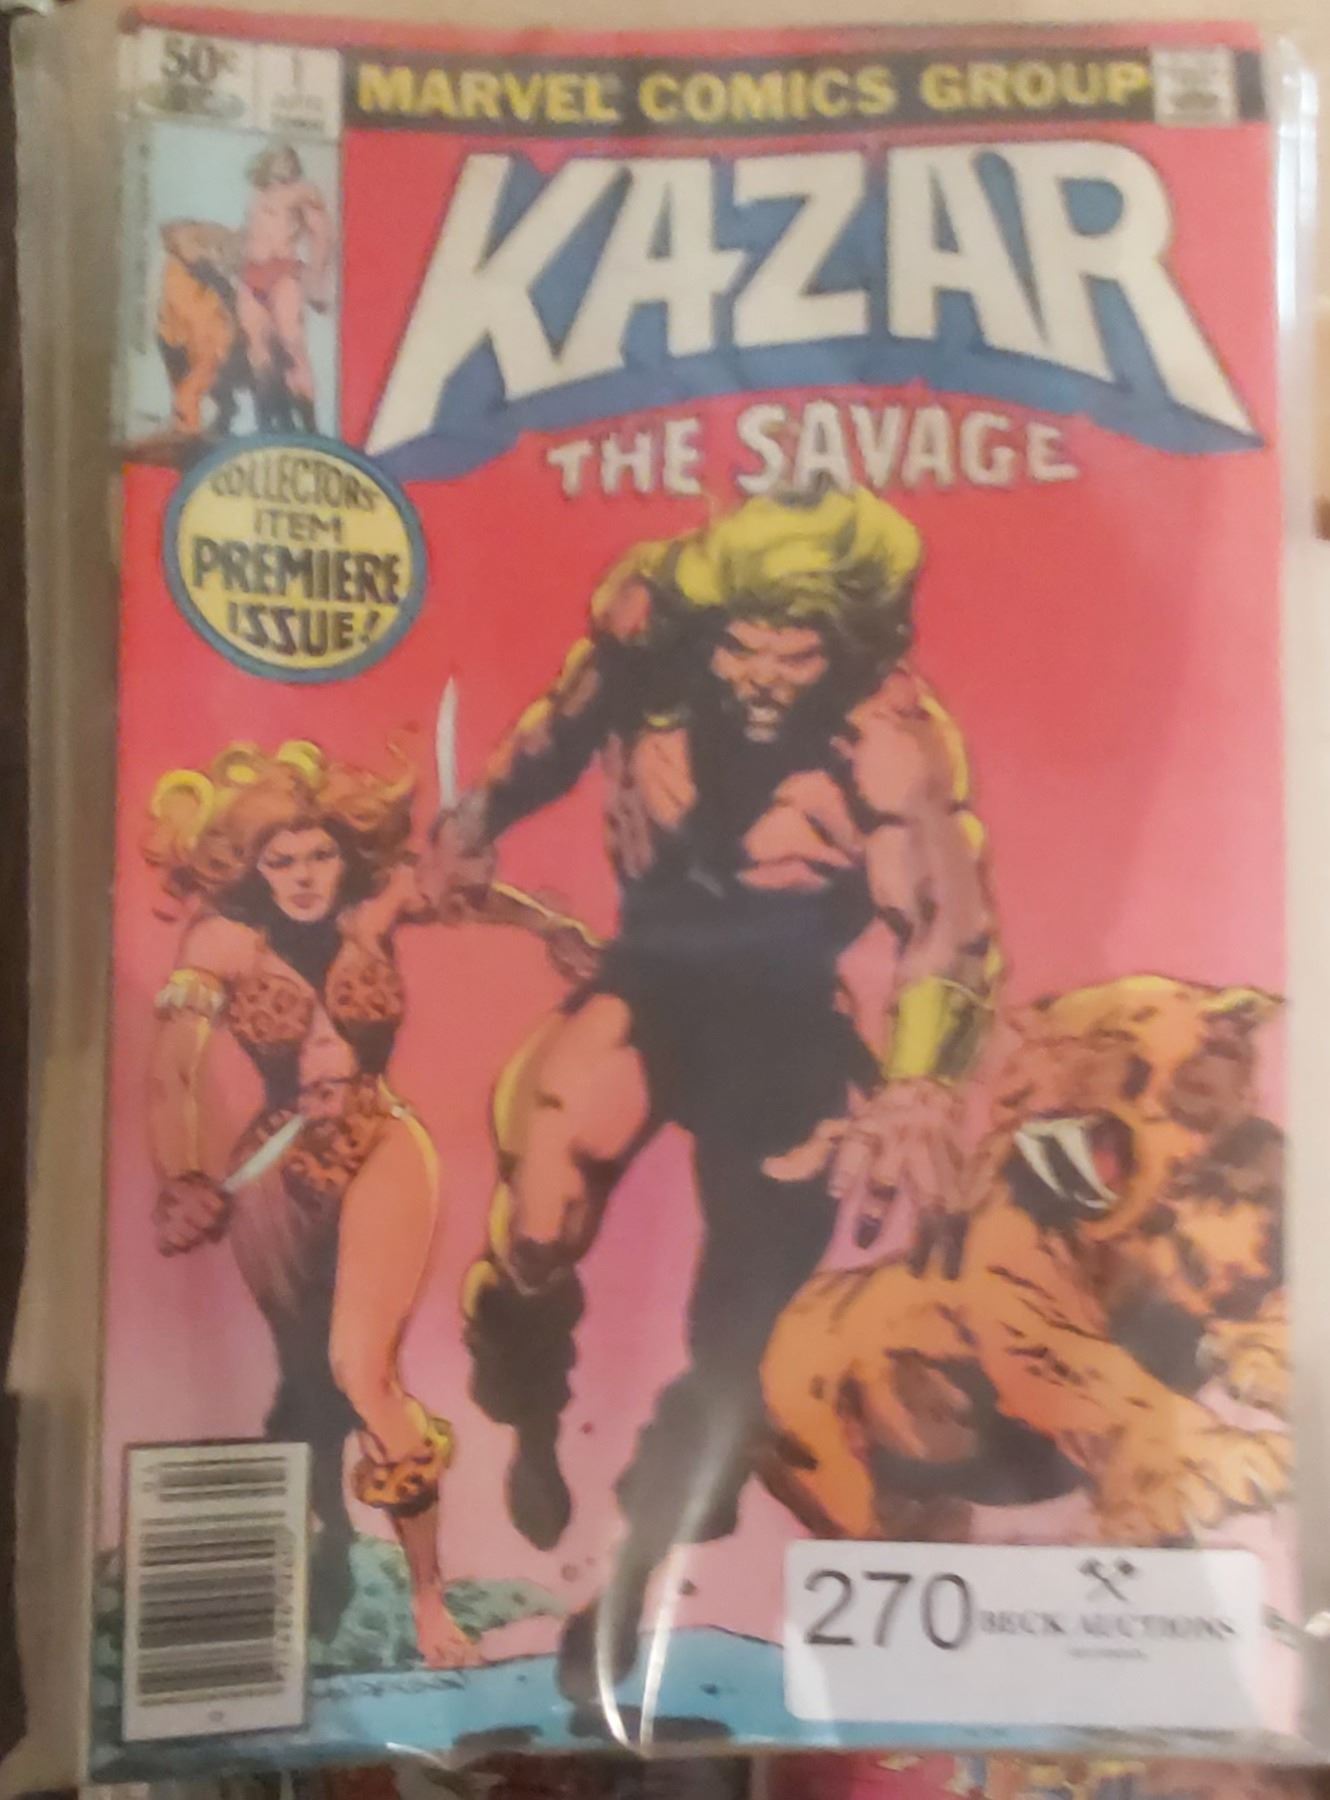 50¢
1
MARVEL COMICS GROUP
KAZAR
THE SAVAGE
COLLECTORS'
ITEM
PREMIERE
ISSUE!
270 BECK AUCTIONS